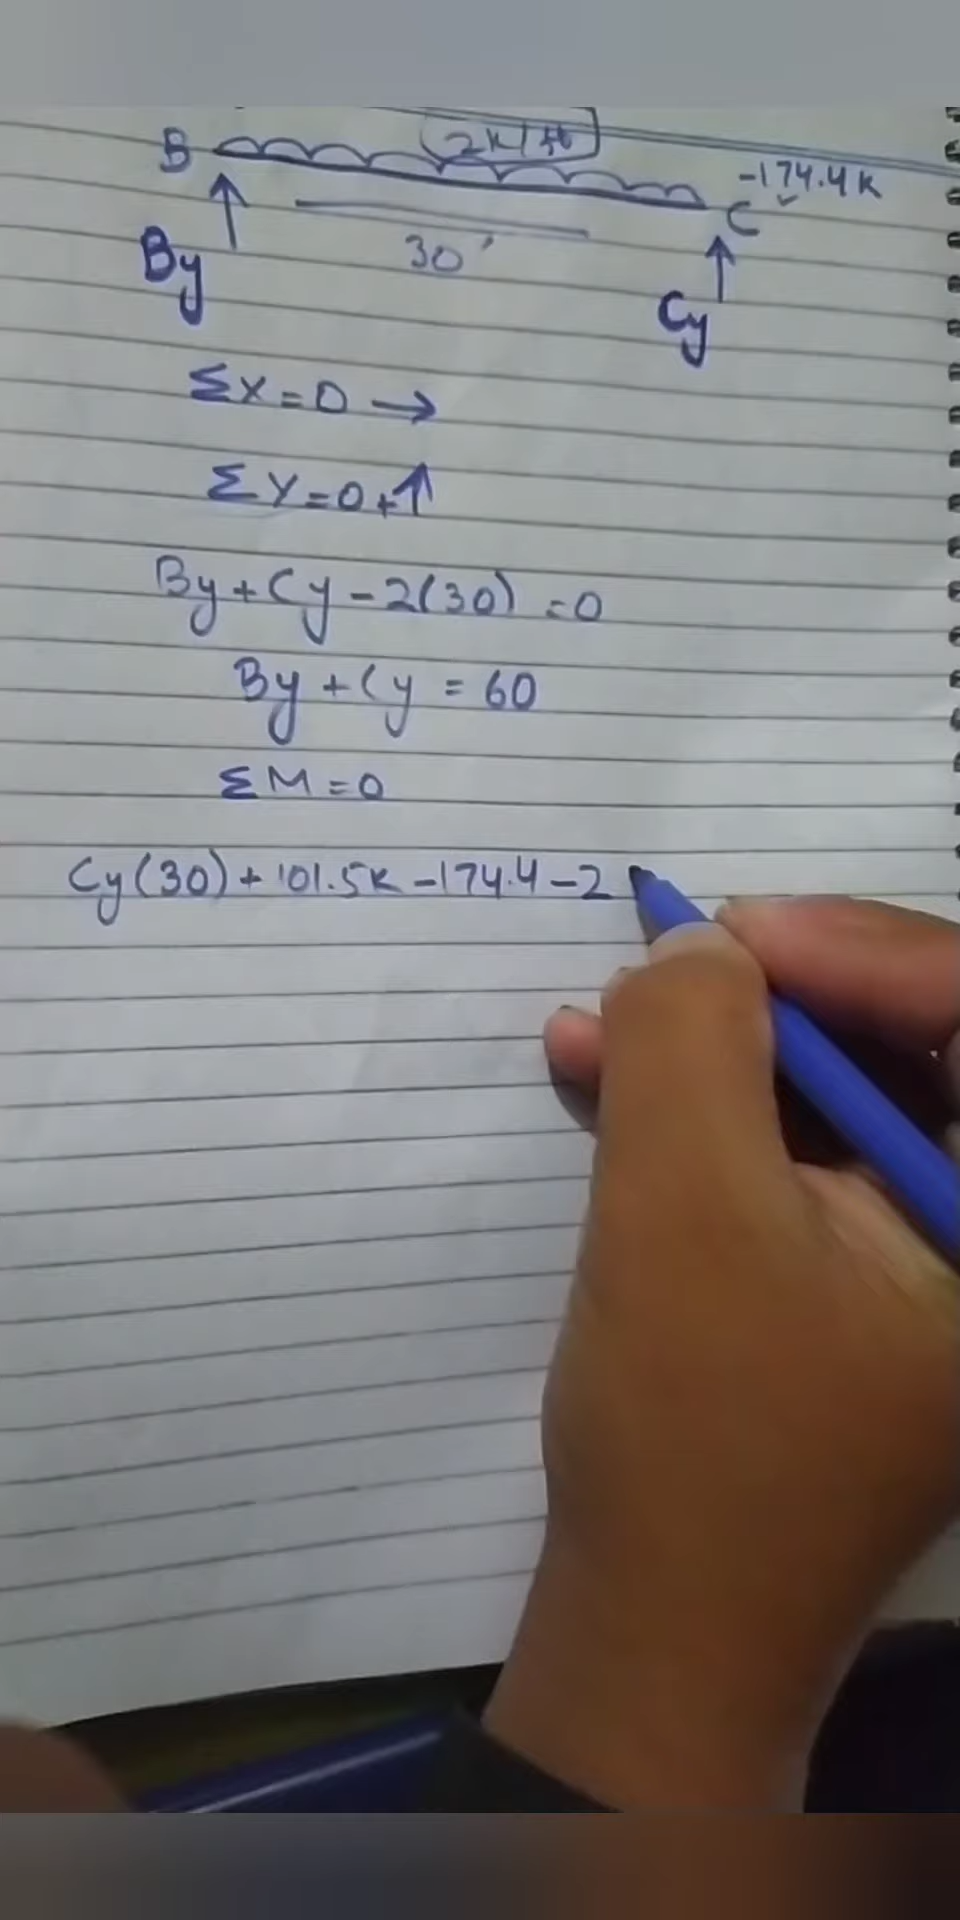 2K/ft
B
-174.4K
C
30'
By
Cy
ΣX=0→
ΣY=0+↑
By+Cy-2(30)=0
By+Cy=60
ΣM=0
Cy(30)+101.5K-174.4-2